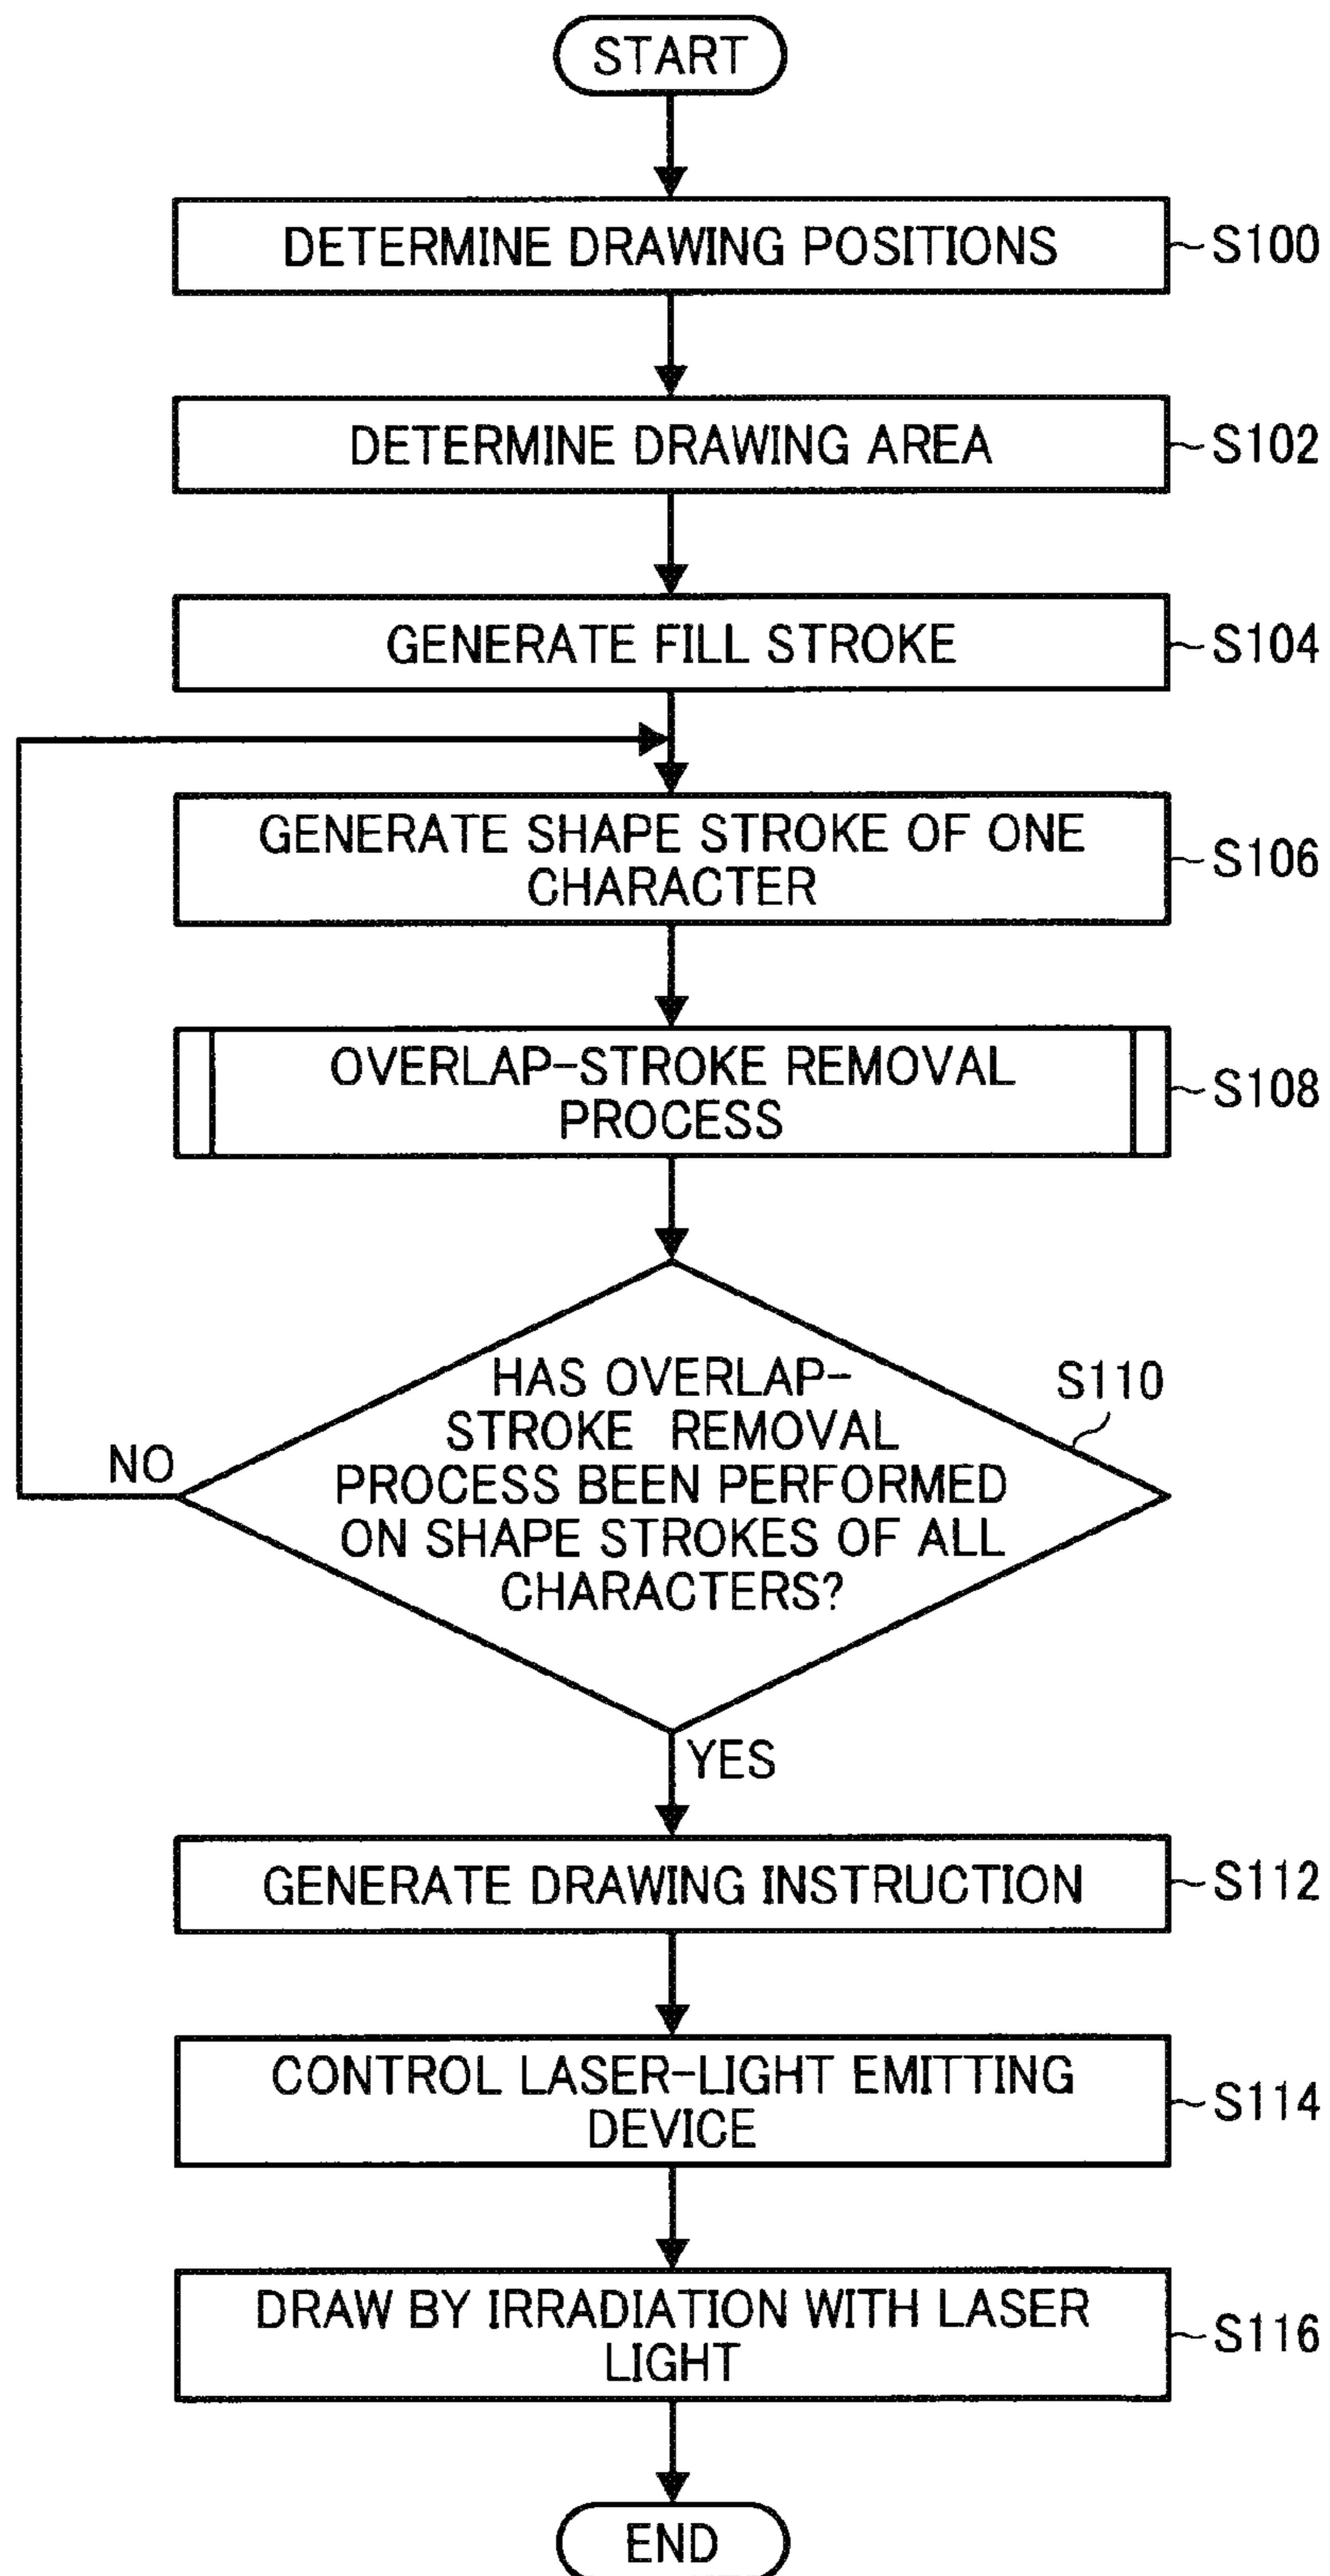 START
DETERMINE DRAWING POSITIONS
S100
DETERMINE DRAWING AREA
S102
GENERATE FILL STROKE
S104
GENERATE SHAPE STROKE OF ONE
CHARACTER
S106
OVERLAP-STROKE REMOVAL
PROCESS
S108
HAS OVERLAP-
STROKE REMOVAL
PROCESS BEEN PERFORMED
ON SHAPE STROKES OF ALL
CHARACTERS?
S110
NO
YES
GENERATE DRAWING INSTRUCTION
S112
CONTROL LASER-LIGHT EMITTING
DEVICE
S114
DRAW BY IRRADIATION WITH LASER
LIGHT
S116
END